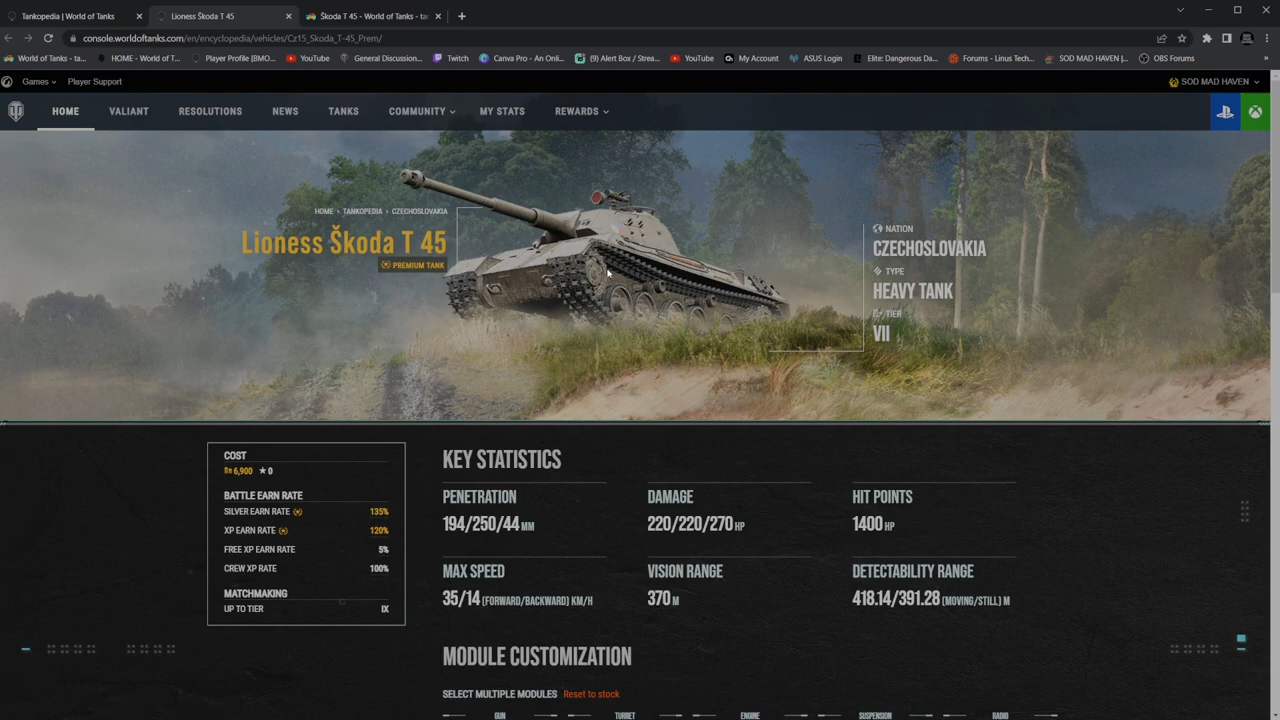 Tankopedia | World of Tanks
Lioness Škoda T 45
Škoda T 45 - World of Tanks - tan
console.worldoftanks.com/en/encyclopedia/vehicles/Cz15_Skoda_T-45_Prem/
World of Tanks - ta...
HOME - World of T...
Player Profile [BMO...
YouTube
General Discussion...
Twitch
Canva Pro - An Onli...
(9) Alert Box / Strea...
YouTube
My Account
ASUS Login
Elite: Dangerous Da...
Forums - Linus Tech...
SOD MAD HAVEN |...
OBS Forums
»
Games
Player Support
SOD MAD HAVEN
HOME
VALIANT
RESOLUTIONS
NEWS
TANKS
COMMUNITY
MY STATS
REWARDS
HOME
TANKOPEDIA
CZECHOSLOVAKIA
Lioness Škoda T 45
PREMIUM TANK
NATION
CZECHOSLOVAKIA
TYPE
HEAVY TANK
TIER
VII
COST
6,900 0
BATTLE EARN RATE
SILVER EARN RATE 135%
XP EARN RATE 120%
FREE XP EARN RATE 5%
CREW XP RATE 100%
MATCHMAKING
UP TO TIER IX
KEY STATISTICS
PENETRATION
194/250/44 MM
DAMAGE
220/220/270 HP
HIT POINTS
1400 HP
MAX SPEED
35/14 (FORWARD/BACKWARD) KM/H
VISION RANGE
370 M
DETECTABILITY RANGE
418.14/391.28 (MOVING/STILL) M
MODULE CUSTOMIZATION
SELECT MULTIPLE MODULES Reset to stock
GUN
TURRET
ENGINE
SUSPENSION
RADIO